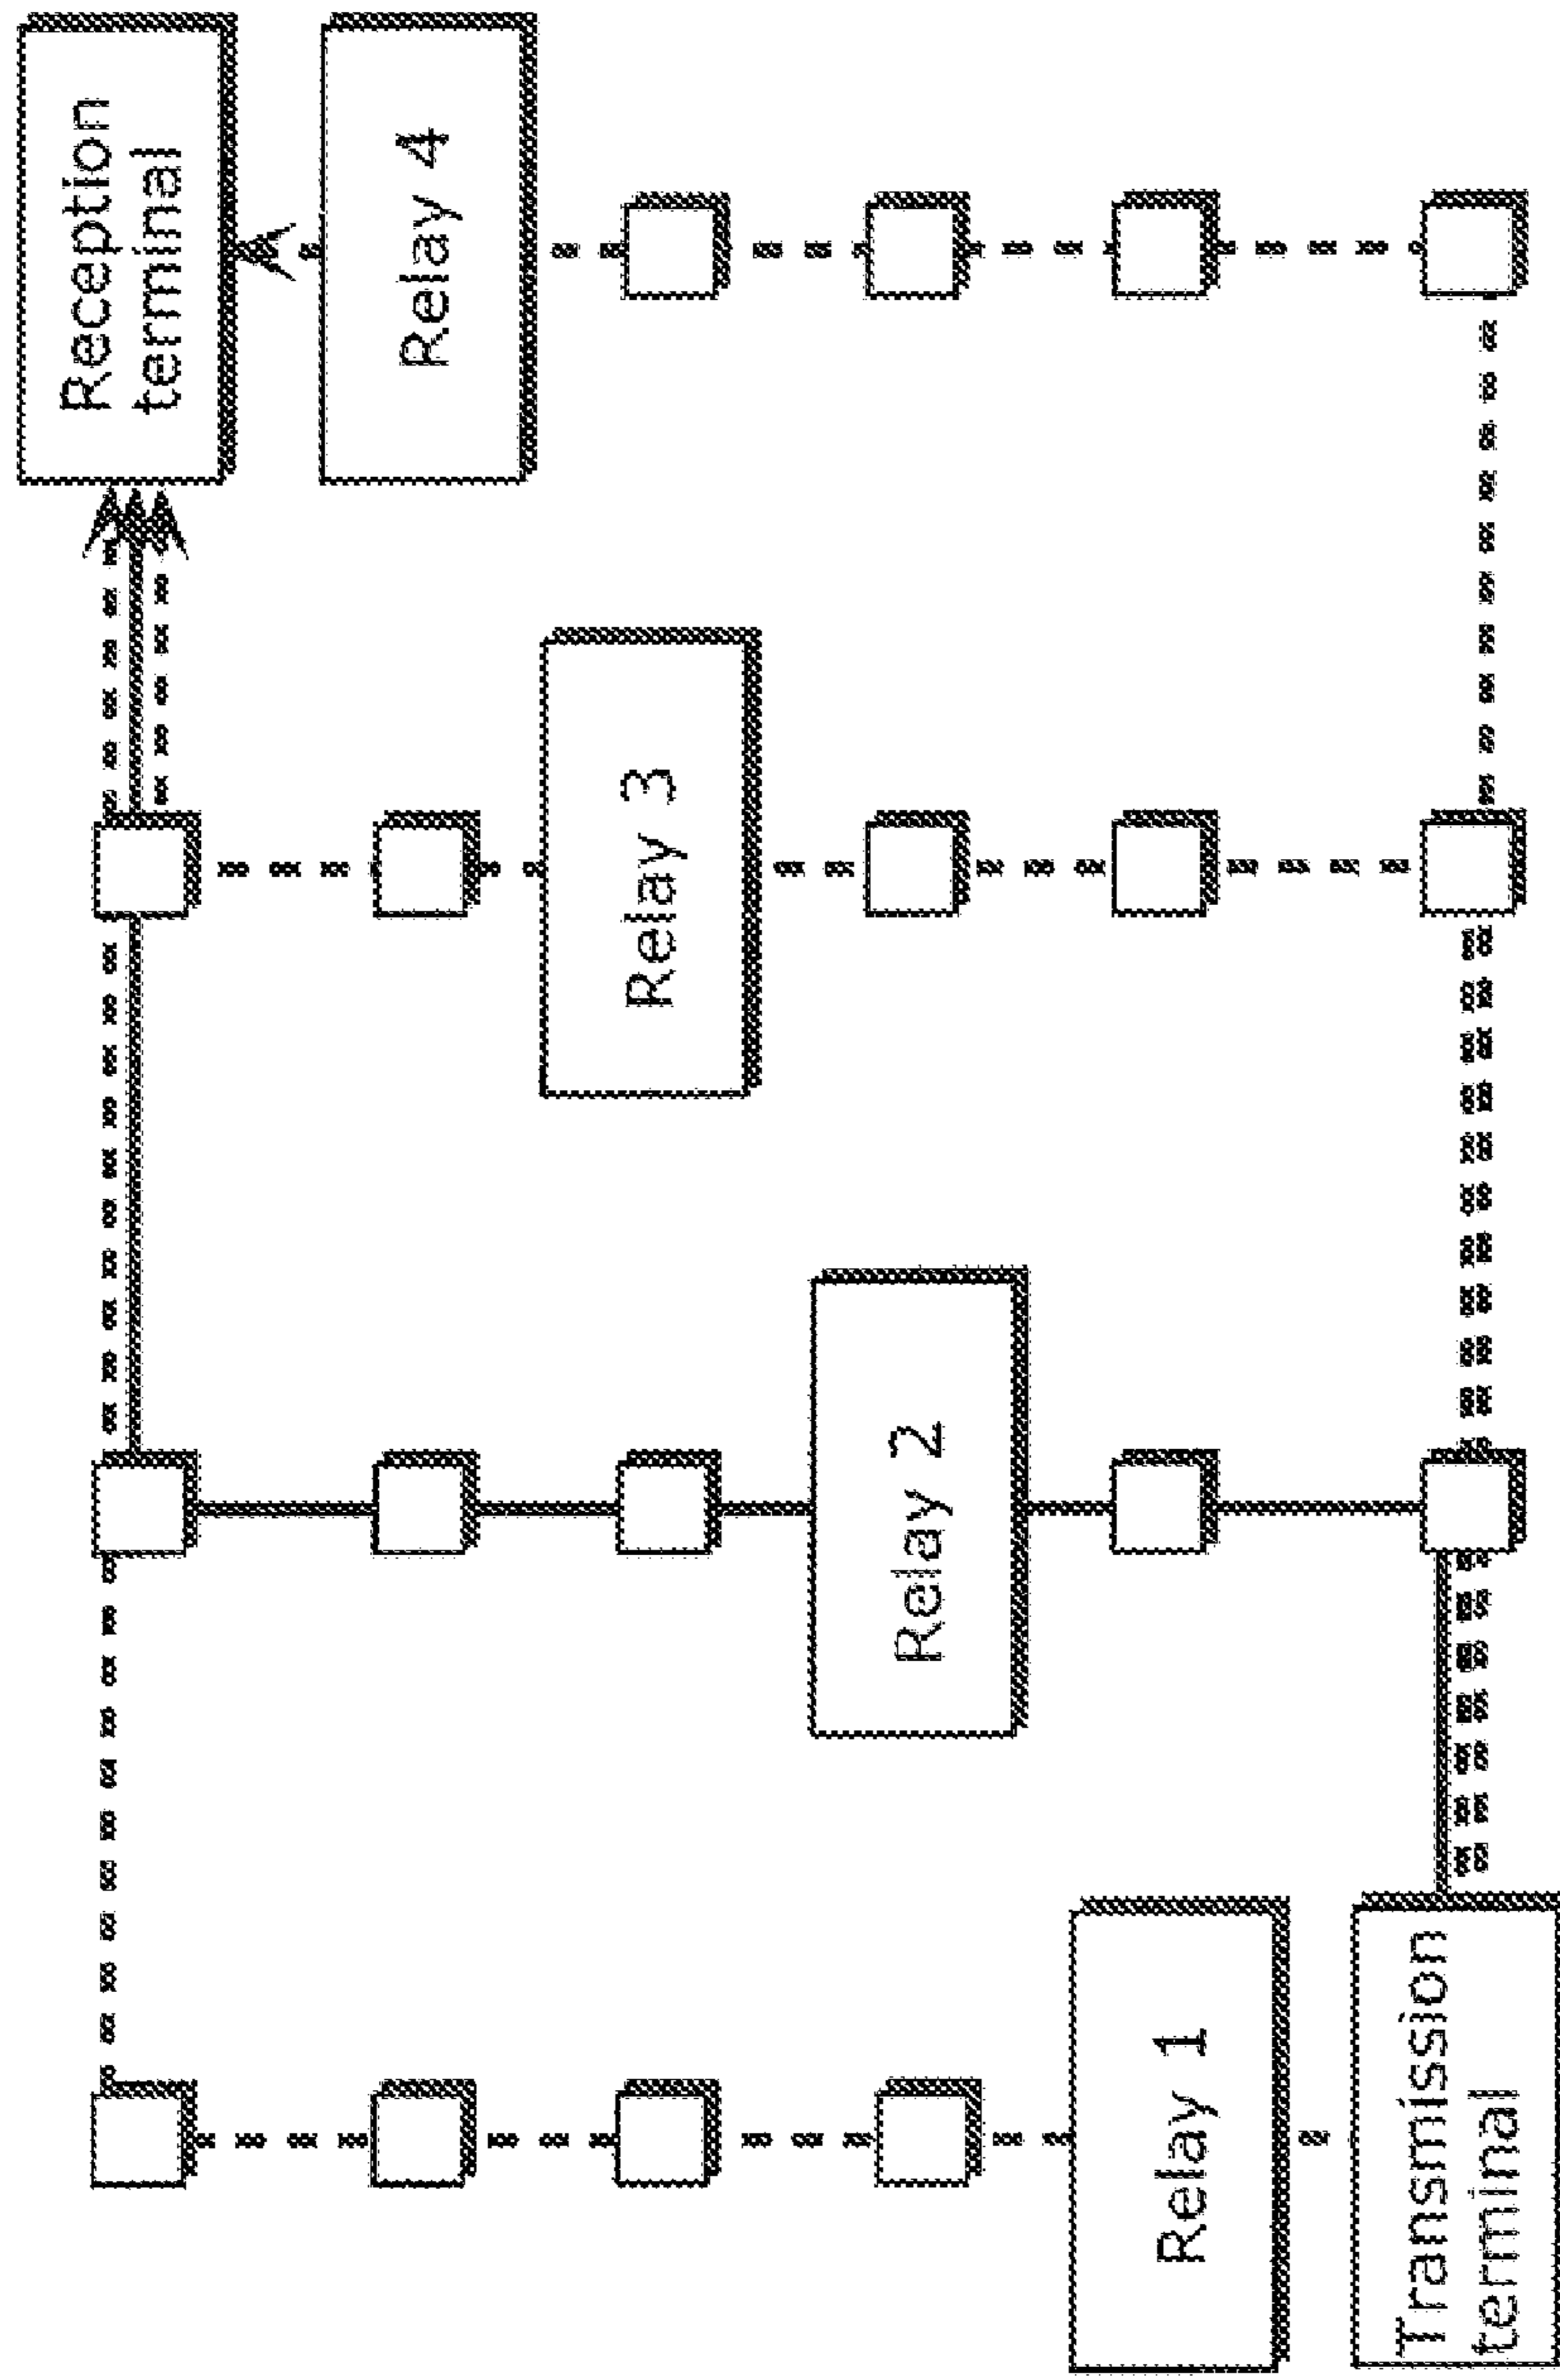 Transmission
terminal
Relay 1
Relay 2
Relay 3
Relay 4
Reception
terminal